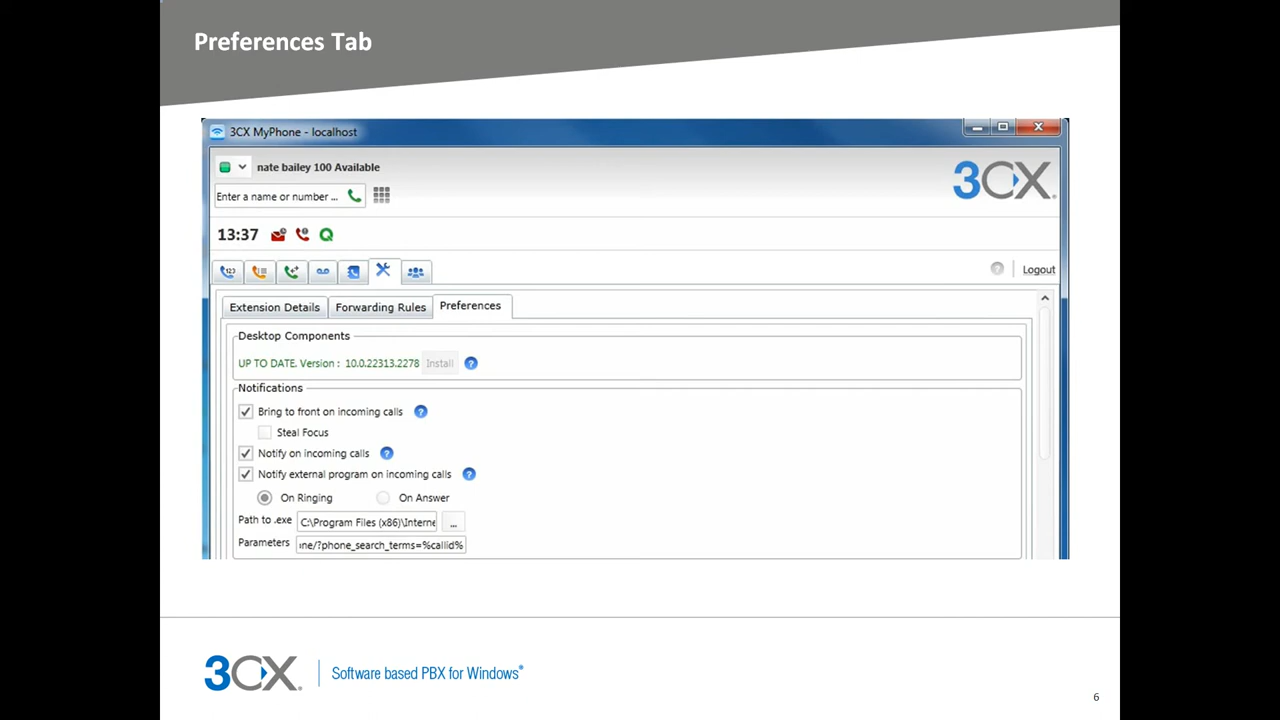 Preferences Tab
3CX MyPhone - localhost
nate bailey 100 Available
3CX®
Enter a name or number ...
13:37
Logout
Extension Details
Forwarding Rules
Preferences
Desktop Components
UP TO DATE. Version : 10.0.22313.2278
Install
Notifications
Bring to front on incoming calls
Steal Focus
Notify on incoming calls
Notify external program on incoming calls
On Ringing
On Answer
Path to .exe
C:\Program Files (x86)\Interne
...
Parameters
ne/?phone_search_terms=%callid%
3CX®
Software based PBX for Windows®
6